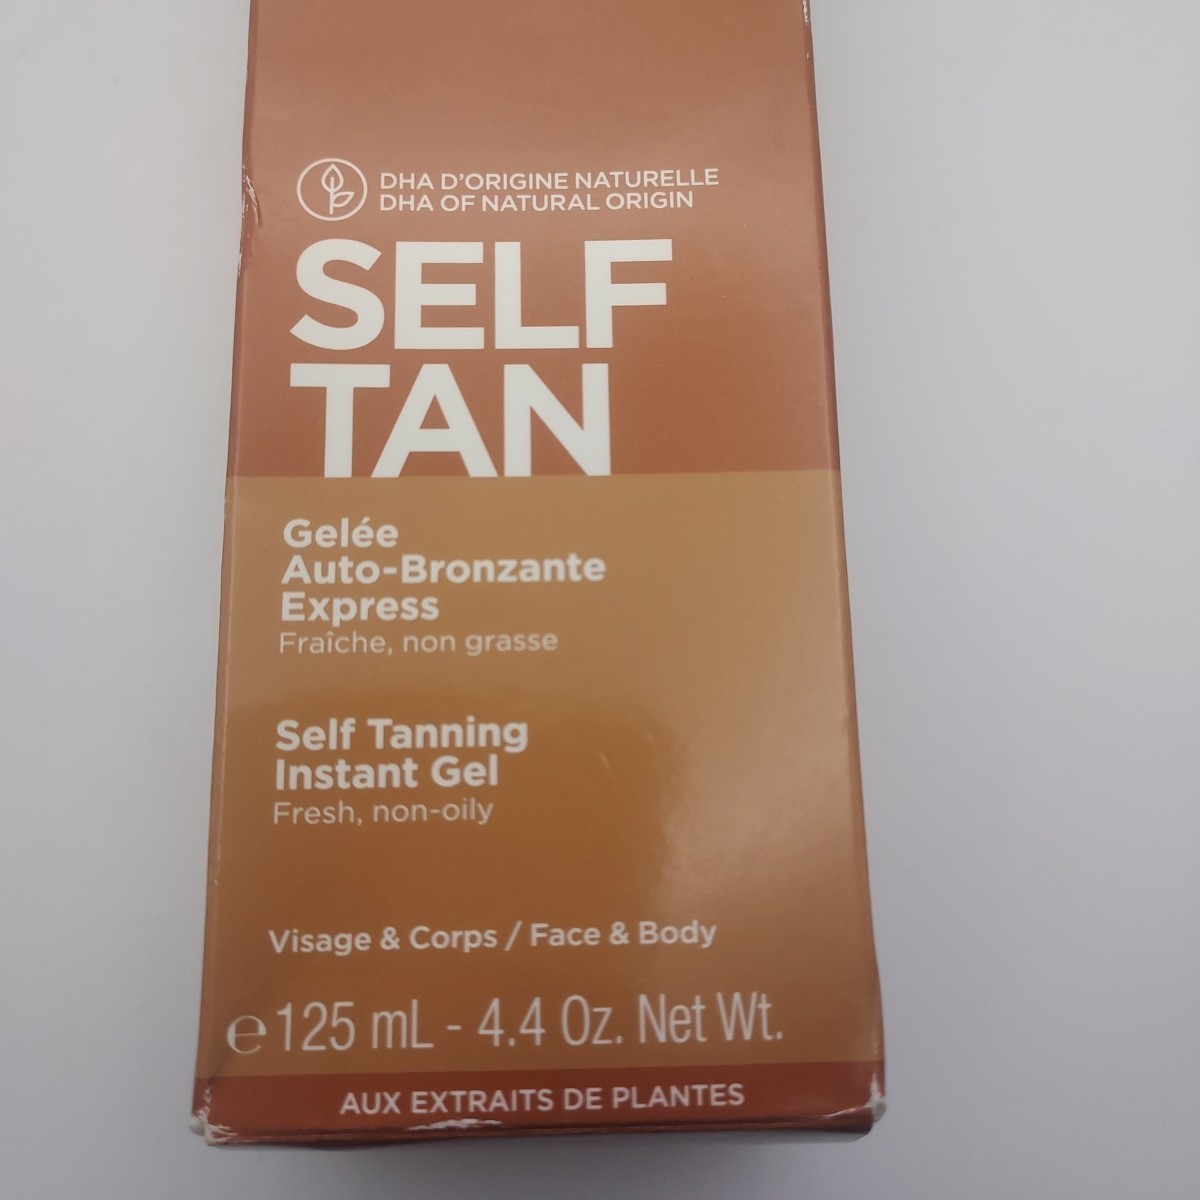 DHA D'ORIGINE NATURELLE
DHA OF NATURAL ORIGIN
SELF
TAN
Gelée
Auto-Bronzante
Express
Fraîche, non grasse
Self Tanning
Instant Gel
Fresh, non-oily
Visage & Corps / Face & Body
℮125 mL - 4.4 Oz. Net Wt.
AUX EXTRAITS DE PLANTES